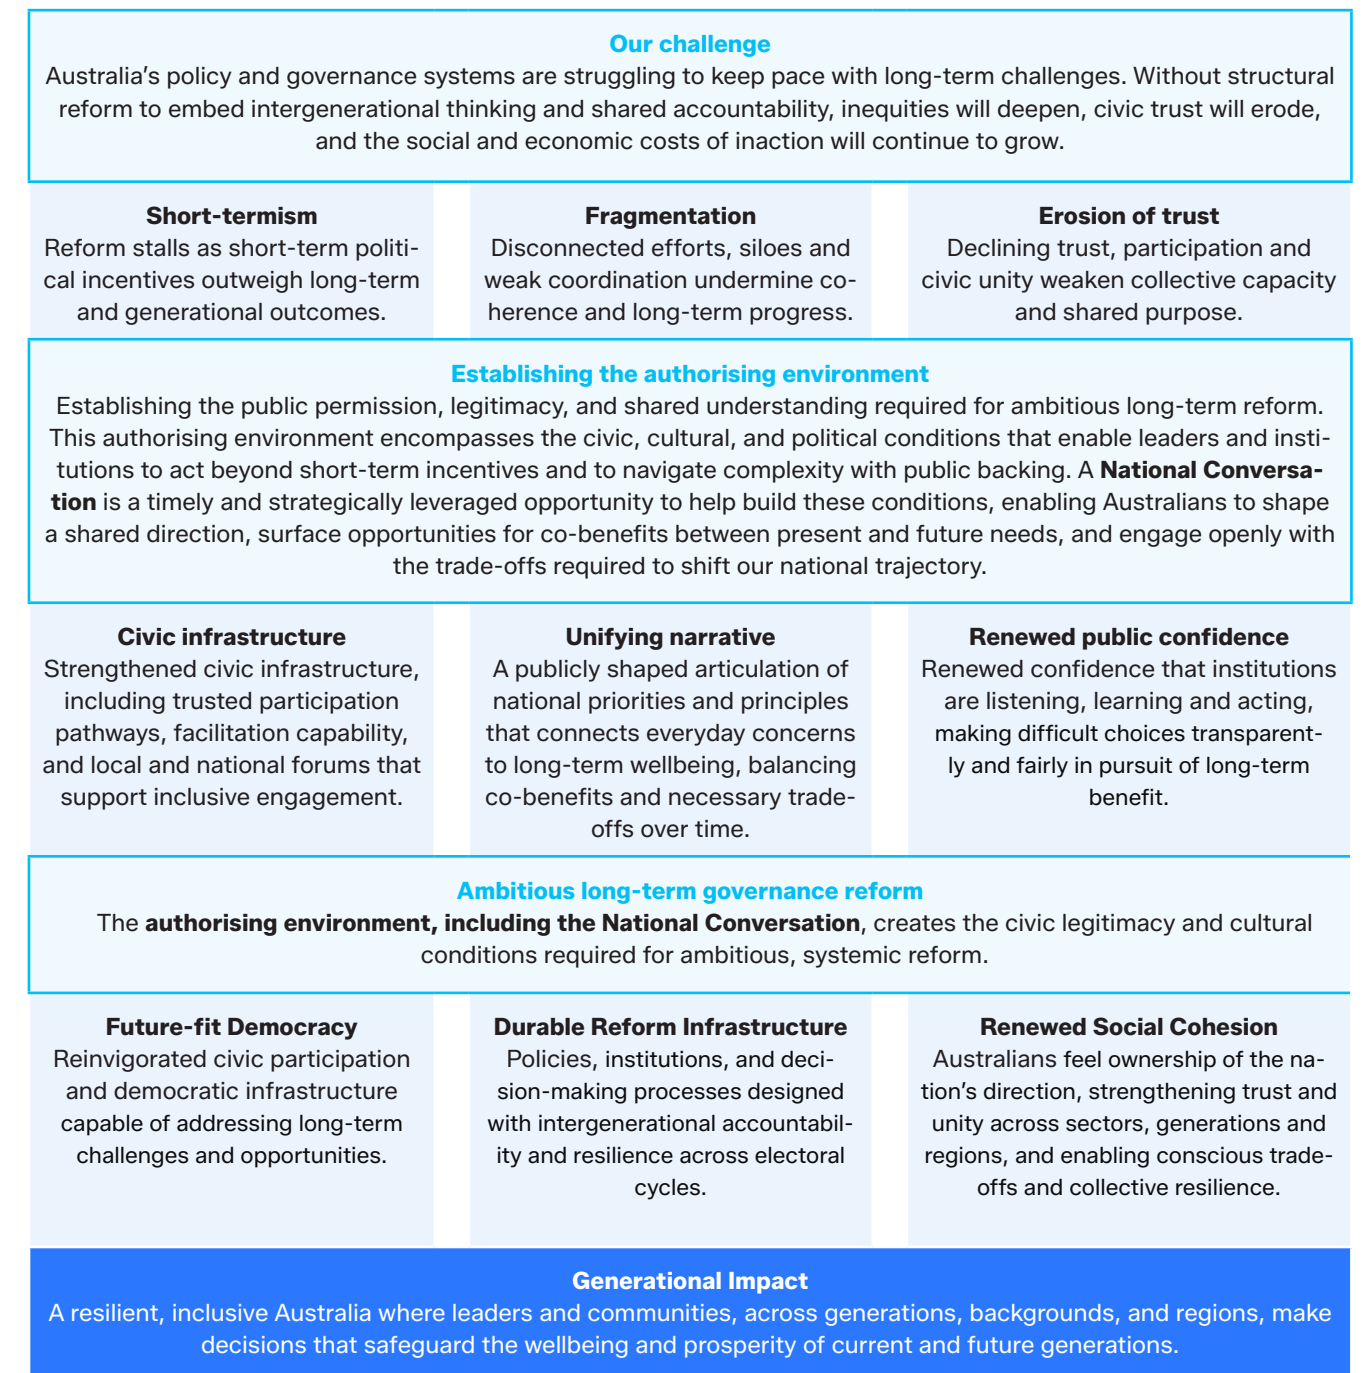 Our challenge
Australia's policy and governance systems are struggling to keep pace with long-term challenges. Without structural
reform to embed intergenerational thinking and shared accountability, inequities will deepen, civic trust will erode,
and the social and economic costs of inaction will continue to grow.
Short-termism
Reform stalls as short-term politi-
cal incentives outweigh long-term
and generational outcomes.
Fragmentation
Disconnected efforts, siloes and
weak coordination undermine co-
herence and long-term progress.
Erosion of trust
Declining trust, participation and
civic unity weaken collective capacity
and shared purpose.
Establishing the authorising environment
Establishing the public permission, legitimacy, and shared understanding required for ambitious long-term reform.
This authorising environment encompasses the civic, cultural, and political conditions that enable leaders and insti-
tutions to act beyond short-term incentives and to navigate complexity with public backing. A National Conversa-
tion is a timely and strategically leveraged opportunity to help build these conditions, enabling Australians to shape
a shared direction, surface opportunities for co-benefits between present and future needs, and engage openly with
the trade-offs required to shift our national trajectory.
Civic infrastructure
Strengthened civic infrastructure,
including trusted participation
pathways, facilitation capability,
and local and national forums that
support inclusive engagement.
Unifying narrative
A publicly shaped articulation of
national priorities and principles
that connects everyday concerns
to long-term wellbeing, balancing
co-benefits and necessary trade-
offs over time.
Renewed public confidence
Renewed confidence that institutions
are listening, learning and acting,
making difficult choices transparent-
ly and fairly in pursuit of long-term
benefit.
Ambitious long-term governance reform
The authorising environment, including the National Conversation, creates the civic legitimacy and cultural
conditions required for ambitious, systemic reform.
Future-fit Democracy
Reinvigorated civic participation
and democratic infrastructure
capable of addressing long-term
challenges and opportunities.
Durable Reform Infrastructure
Policies, institutions, and deci-
sion-making processes designed
with intergenerational accountabil-
ity and resilience across electoral
cycles.
Renewed Social Cohesion
Australians feel ownership of the na-
tion's direction, strengthening trust and
unity across sectors, generations and
regions, and enabling conscious trade-
offs and collective resilience.
Generational Impact
A resilient, inclusive Australia where leaders and communities, across generations, backgrounds, and regions, make
decisions that safeguard the wellbeing and prosperity of current and future generations.